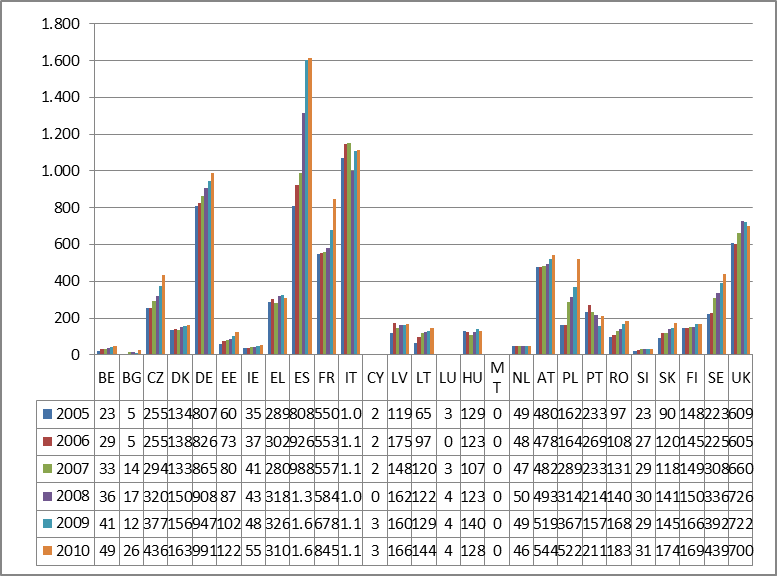 1.800
1.600
1.400
1.200
1.000
800
600
400
200
0
BE BG CZ DK DE EE IE EL ES FR IT CY LV LT LU HU M T NL AT PL PT RO SI SK FI SE UK
2005 23 5 255 134 807 60 35 289 808 550 1.0 2 119 65 3 129 0 49 480 162 233 97 23 90 148 223 609
2006 29 5 255 138 826 73 37 302 926 553 1.1 2 175 97 0 123 0 48 478 164 269 108 27 120 145 225 605
2007 33 14 294 133 865 80 41 280 988 557 1.1 2 148 120 3 107 0 47 482 289 233 131 29 118 149 308 660
2008 36 17 320 150 908 87 43 318 1.3 584 1.0 0 162 122 4 123 0 50 493 314 214 140 30 141 150 336 726
2009 41 12 377 156 947 102 48 326 1.6 678 1.1 3 160 129 4 140 0 49 519 367 157 168 29 145 166 392 722
2010 49 26 436 163 991 122 55 310 1.6 845 1.1 3 166 144 4 128 0 46 544 522 211 183 31 174 169 439 700